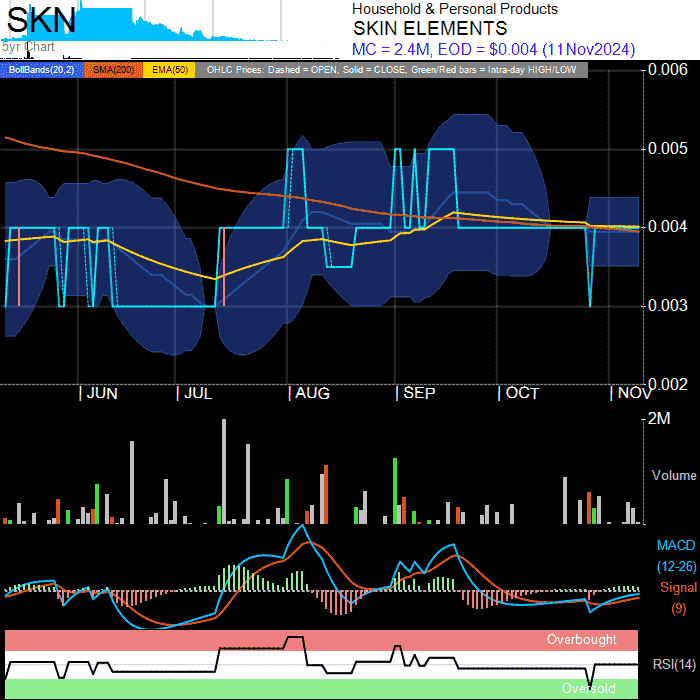 SKN
Household & Personal Products
SKIN ELEMENTS
MC = 2.4M, EOD = $0.004 (11Nov2024)
5yr Chart
BollBands(20,2) SMA(200) EMA(50) OHLC Prices: Dashed = OPEN, Solid = CLOSE, Green/Red bars = Intra-day HIGH/LOW
0.006
0.005
0.004
0.003
0.002
| JUN | JUL | AUG | SEP | OCT | NOV
2M
Volume
MACD
(12-26)
Signal
(9)
Overbought
RSI(14)
Oversold